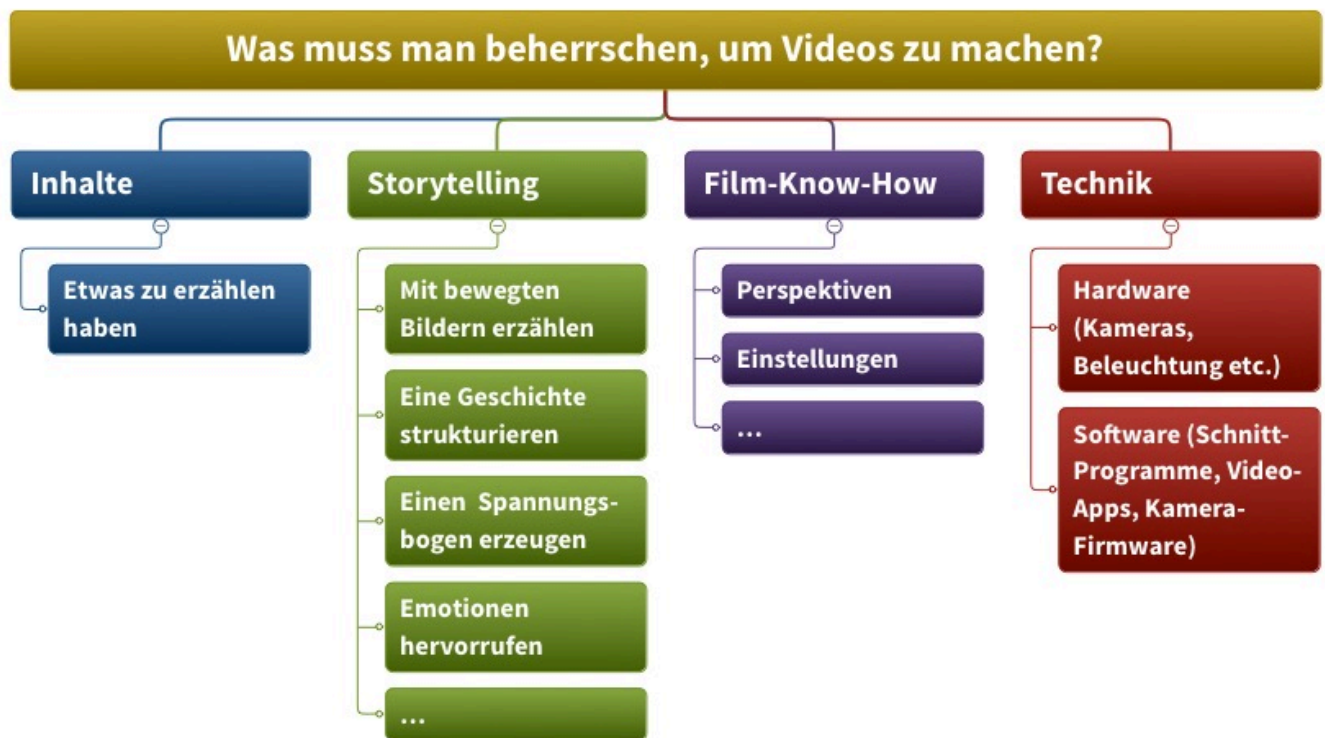 Was muss man beherrschen, um Videos zu machen?
Inhalte
Etwas zu erzählen
haben
Storytelling
Mit bewegten
Bildern erzählen
Eine Geschichte
strukturieren
Einen Spannungs-
bogen erzeugen
Emotionen
hervorrufen
...
Film-Know-How
Perspektiven
Einstellungen
...
Technik
Hardware
(Kameras,
Beleuchtung etc.)
Software (Schnitt-
Programme, Video-
Apps, Kamera-
Firmware)